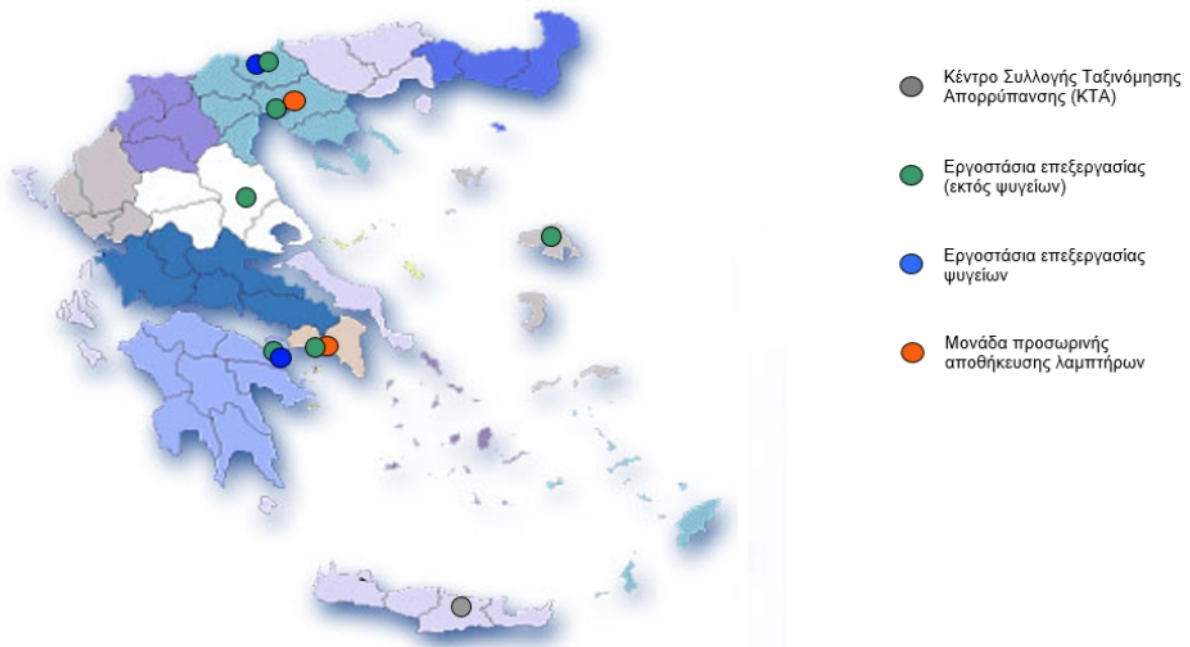 Κέντρο Συλλογής Ταξινόμησης
Απορρύπανσης (ΚΤΑ)
Εργοστάσια επεξεργασίας
(εκτός ψυγείων)
Εργοστάσια επεξεργασίας
ψυγείων
Μονάδα προσωρινής
αποθήκευσης λαμπτήρων